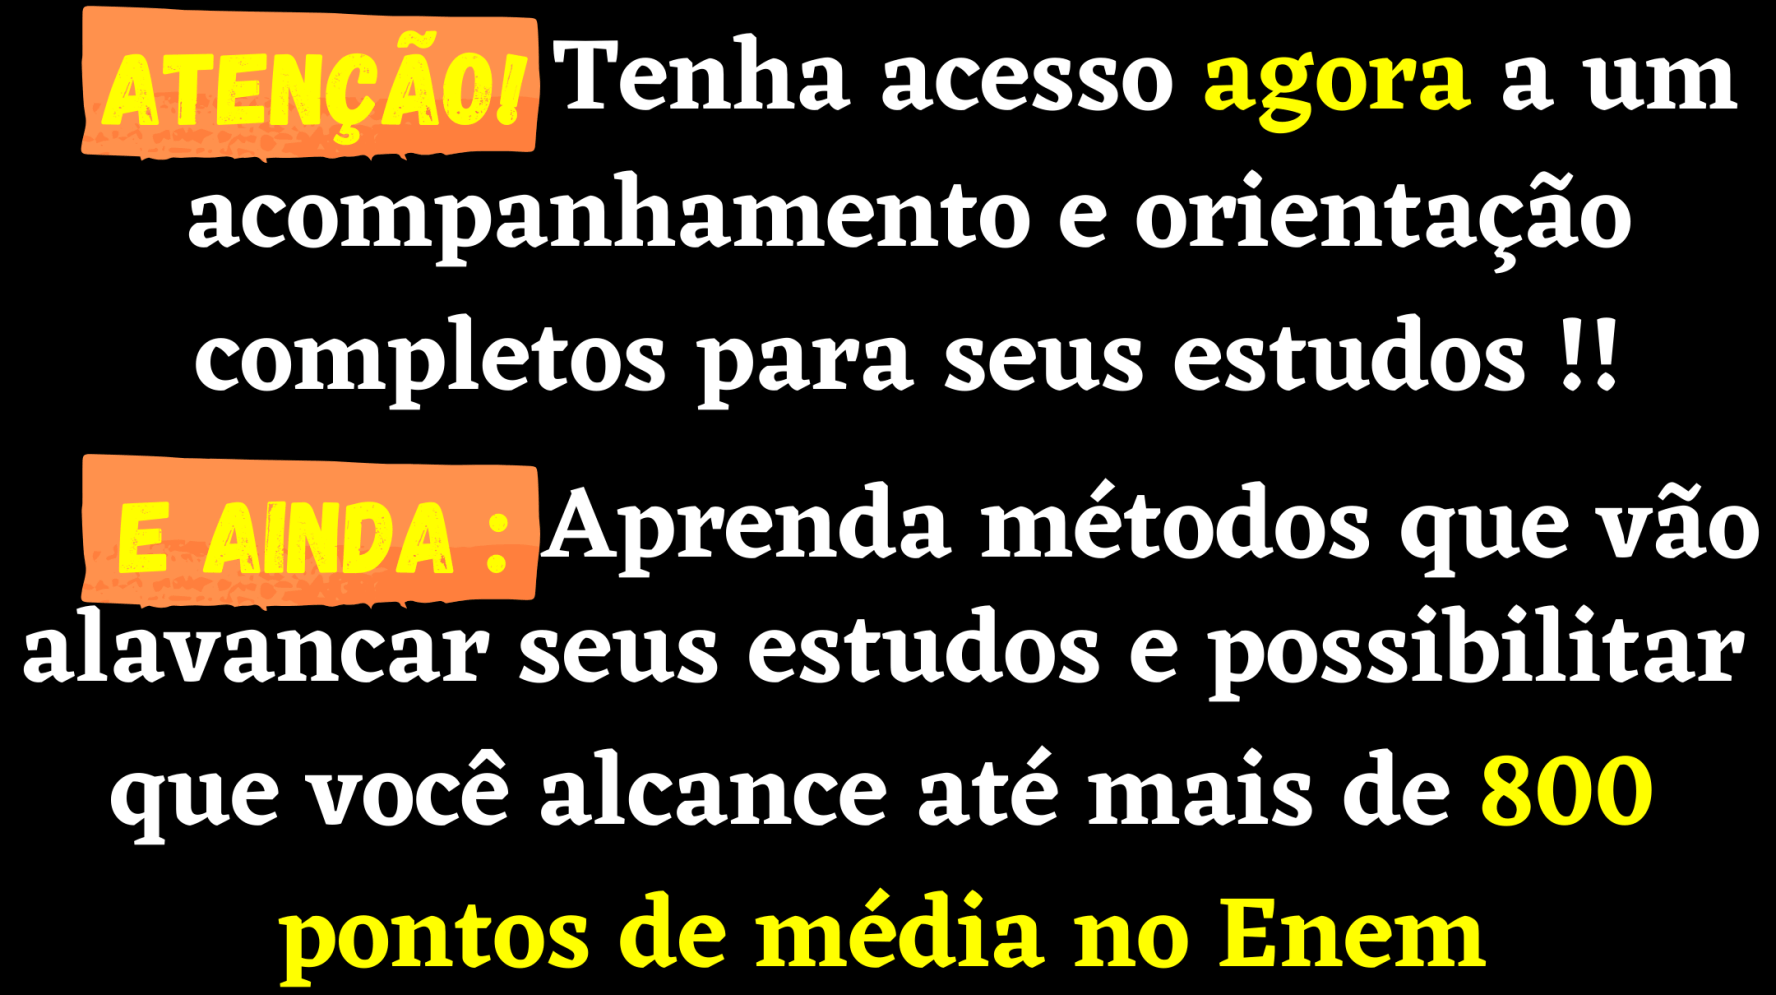 ATENÇÃO! Tenha acesso agora a um
acompanhamento e orientação
completos para seus estudos !!
E AINDA : Aprenda métodos que vão
alavancar seus estudos e possibilitar
que você alcance até mais de 800
pontos de média no Enem